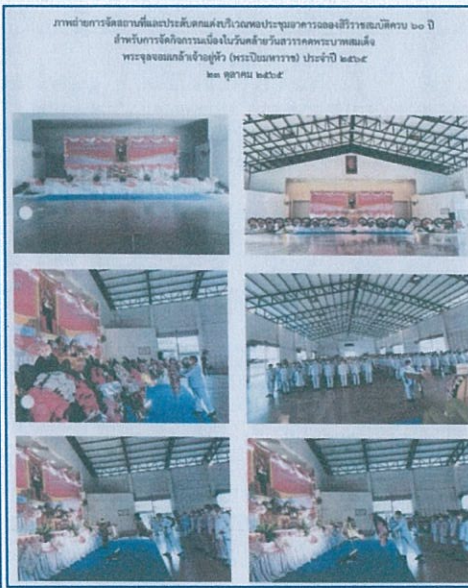 ภาพถ่ายการจัดสถานที่และประดับตกแต่งบริเวณหอประชุมอาคารฉลองสิริราชสมบัติครบ ๖๐ ปี
สำหรับการจัดกิจกรรมเนื่องในวันคล้ายวันสวรรคตพระบาทสมเด็จ
พระจุลจอมเกล้าเจ้าอยู่หัว (พระปิยมหาราช) ประจำปี ๒๕๖๕
๒๓ ตุลาคม ๒๕๖๕